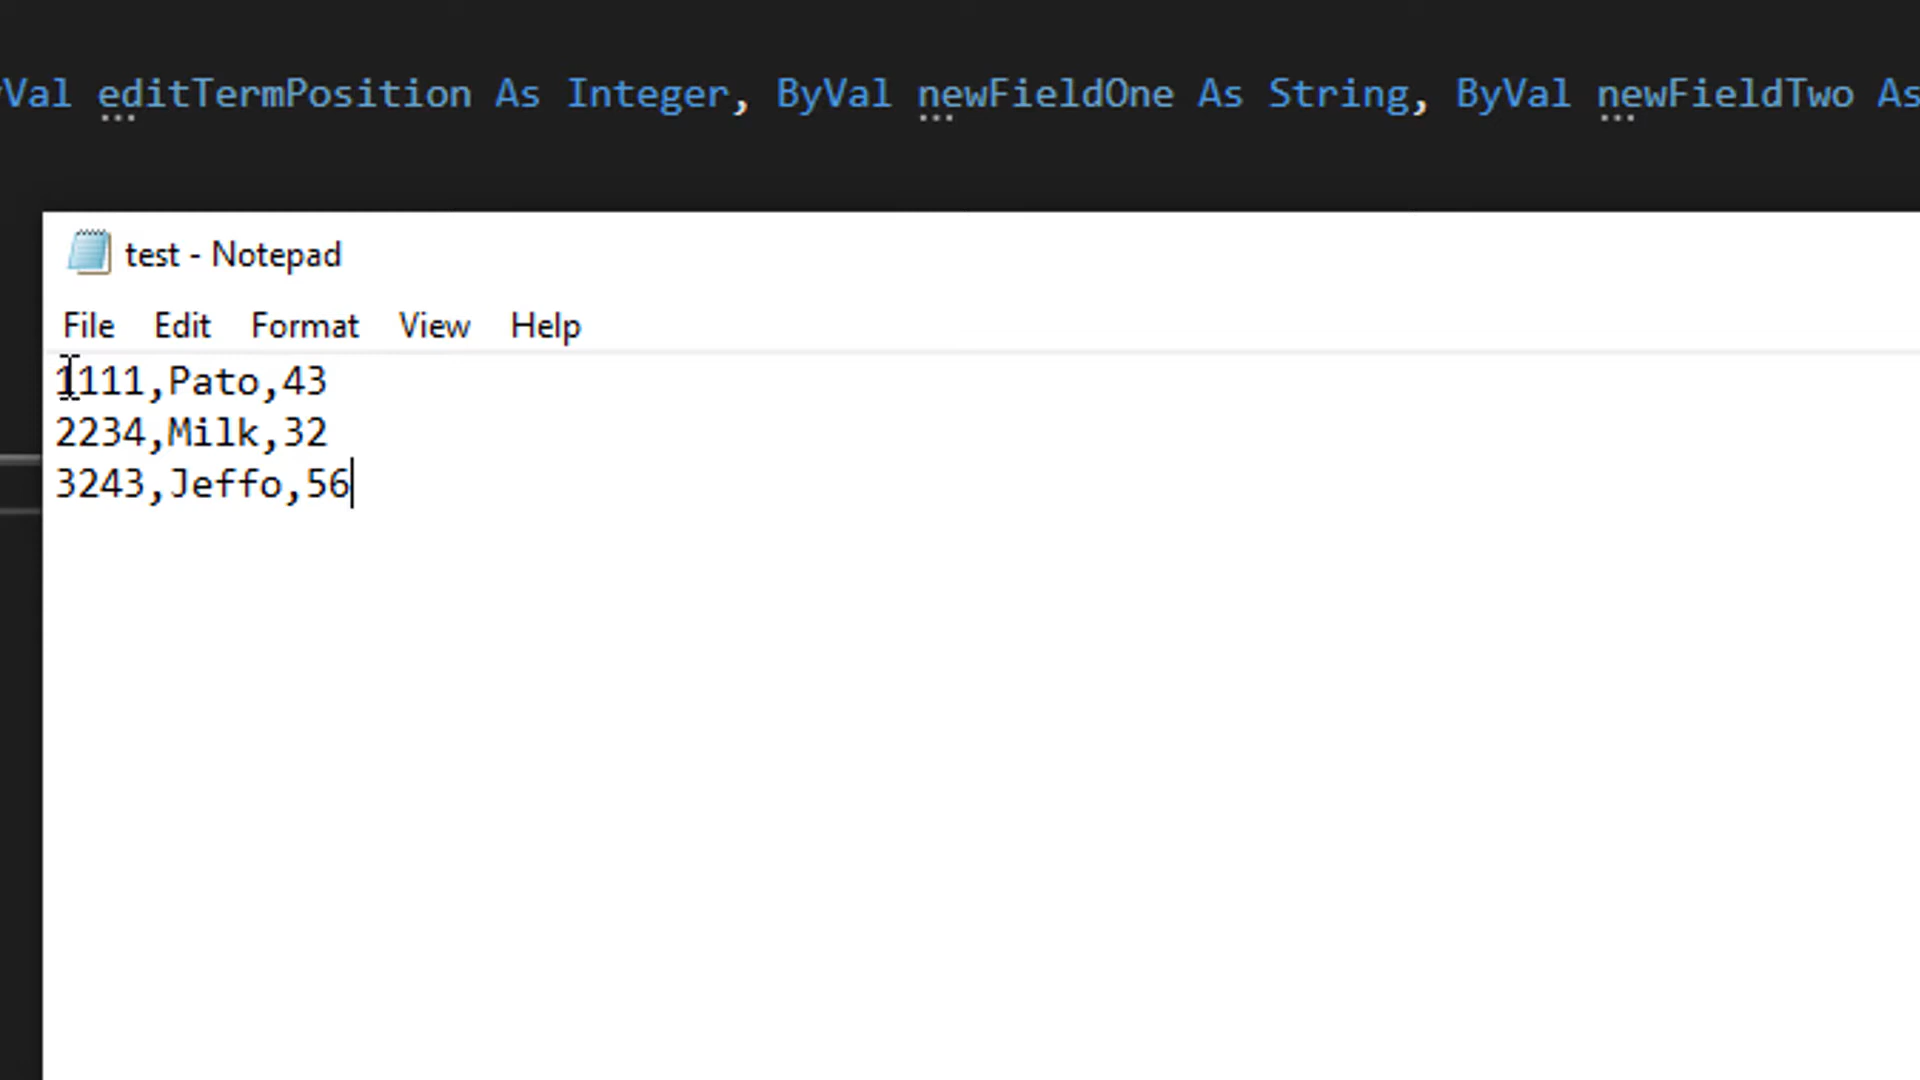 Val editTermPosition As Integer, ByVal newFieldOne As String, ByVal newFieldTwo As
test - Notepad
File Edit Format View Help
1111,Pato,43
2234,Milk,32
3243,Jeffo,56